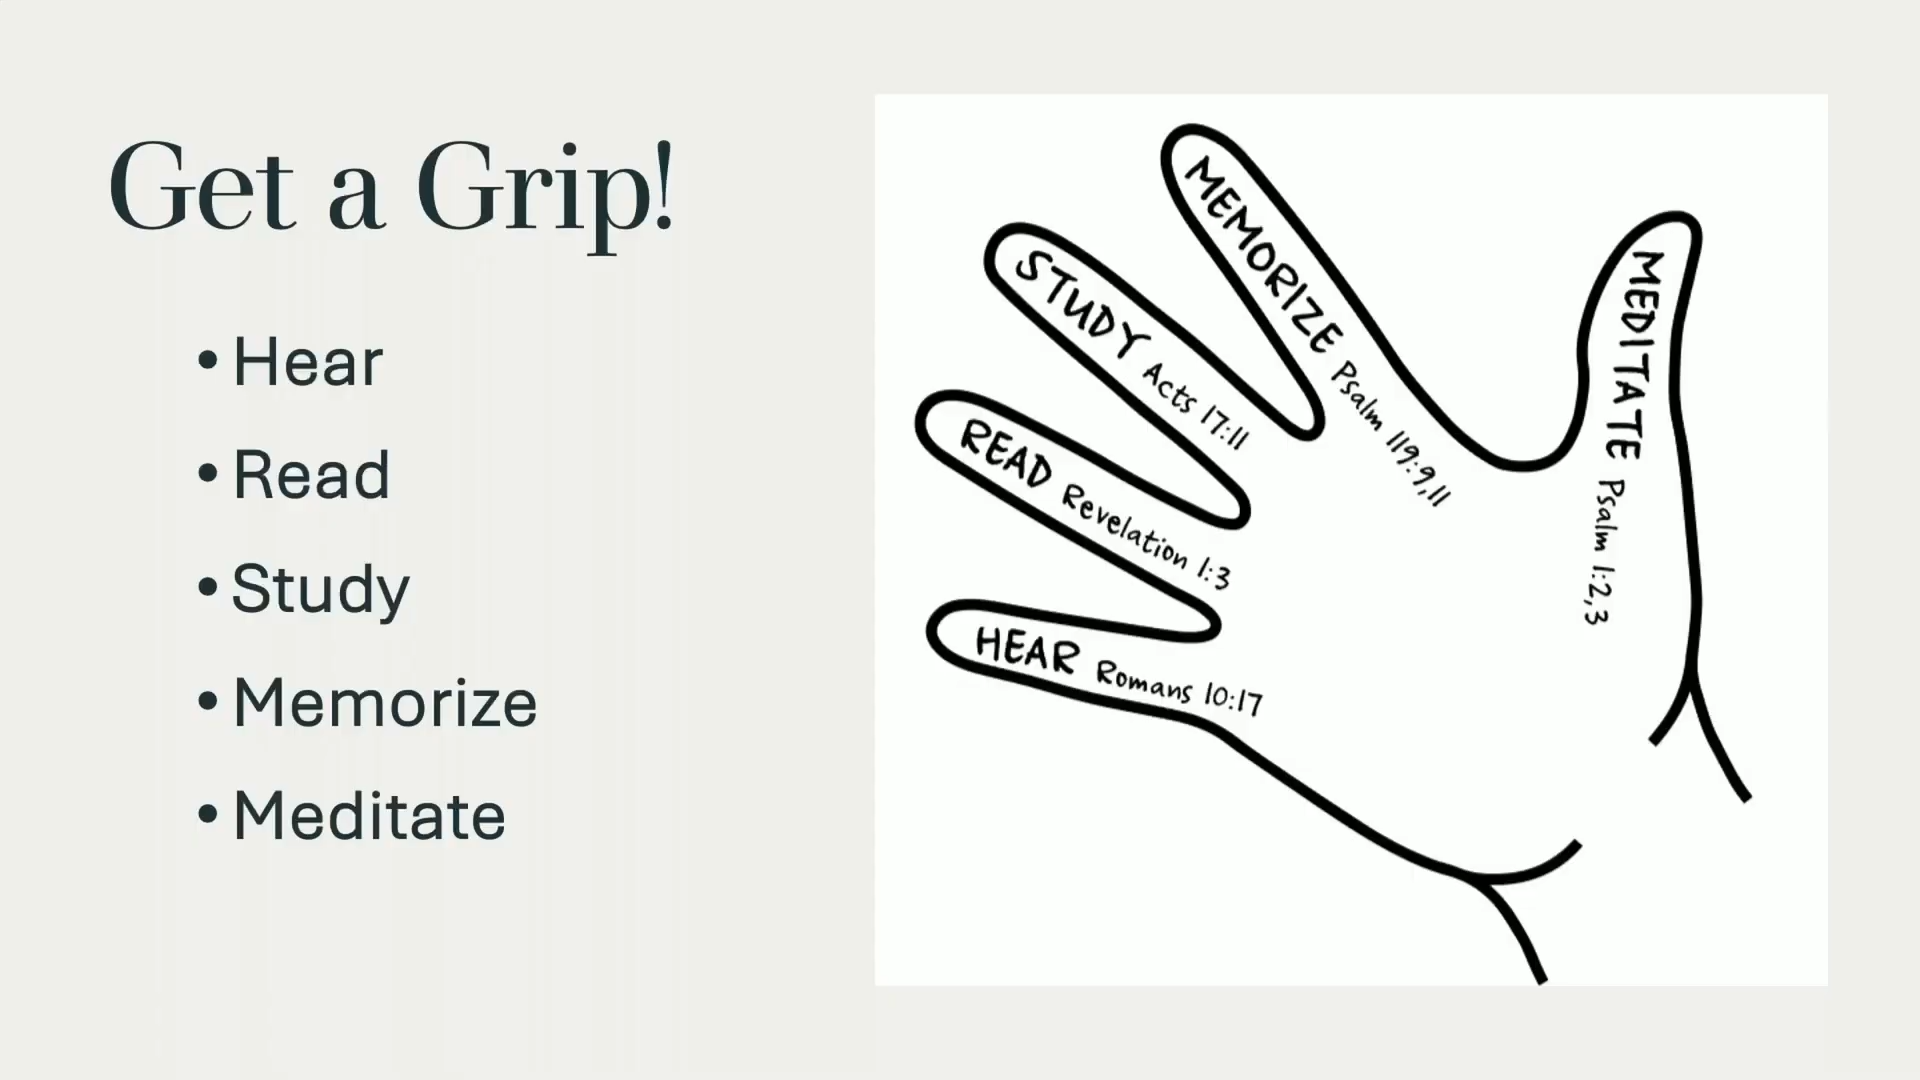 Get a Grip!
• Hear
• Read
• Study
• Memorize
• Meditate
MEMORIZE Psalm 119:9,11
STUDY Acts 17:11
READ Revelation 1:3
HEAR Romans 10:17
MEDITATE Psalm 1:2,3